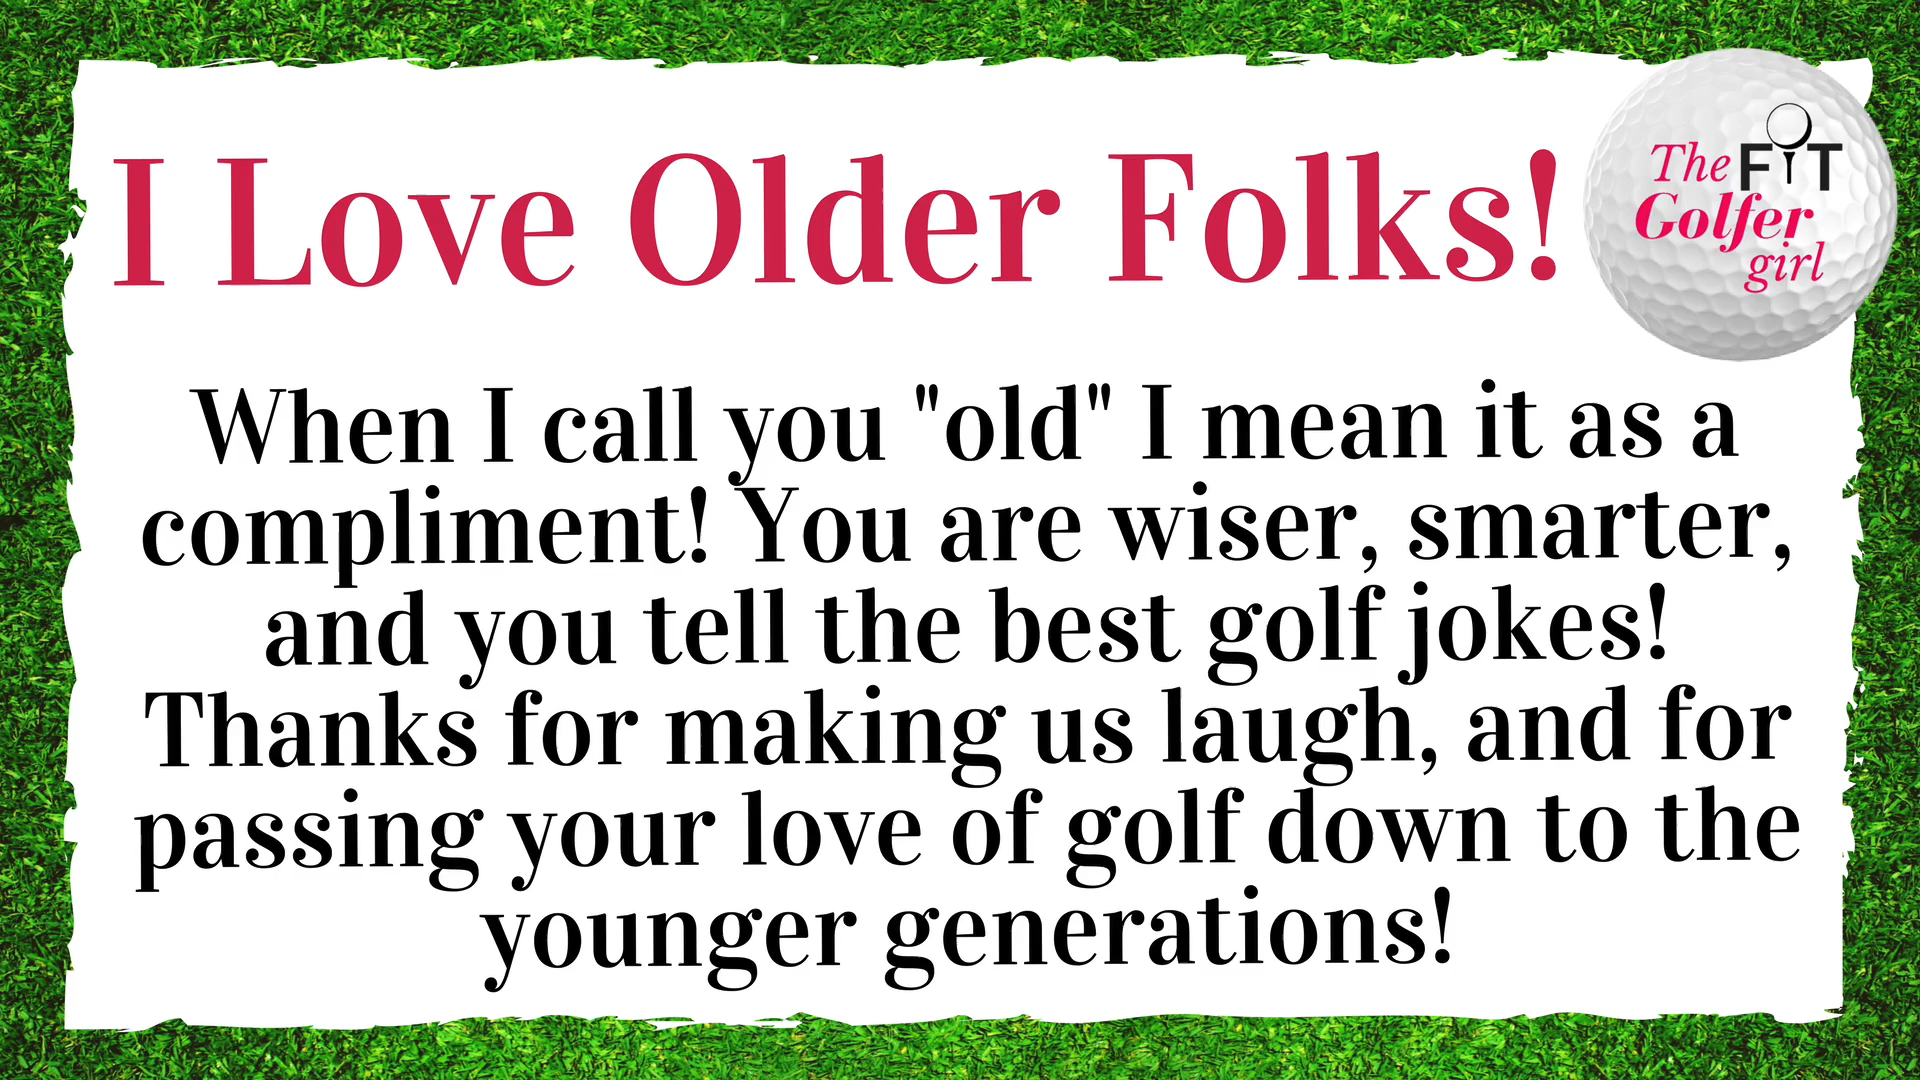 I Love Older Folks!
The FIT
Golfer
girl
When I call you "old" I mean it as a
compliment! You are wiser, smarter,
and you tell the best golf jokes!
Thanks for making us laugh, and for
passing your love of golf down to the
younger generations!